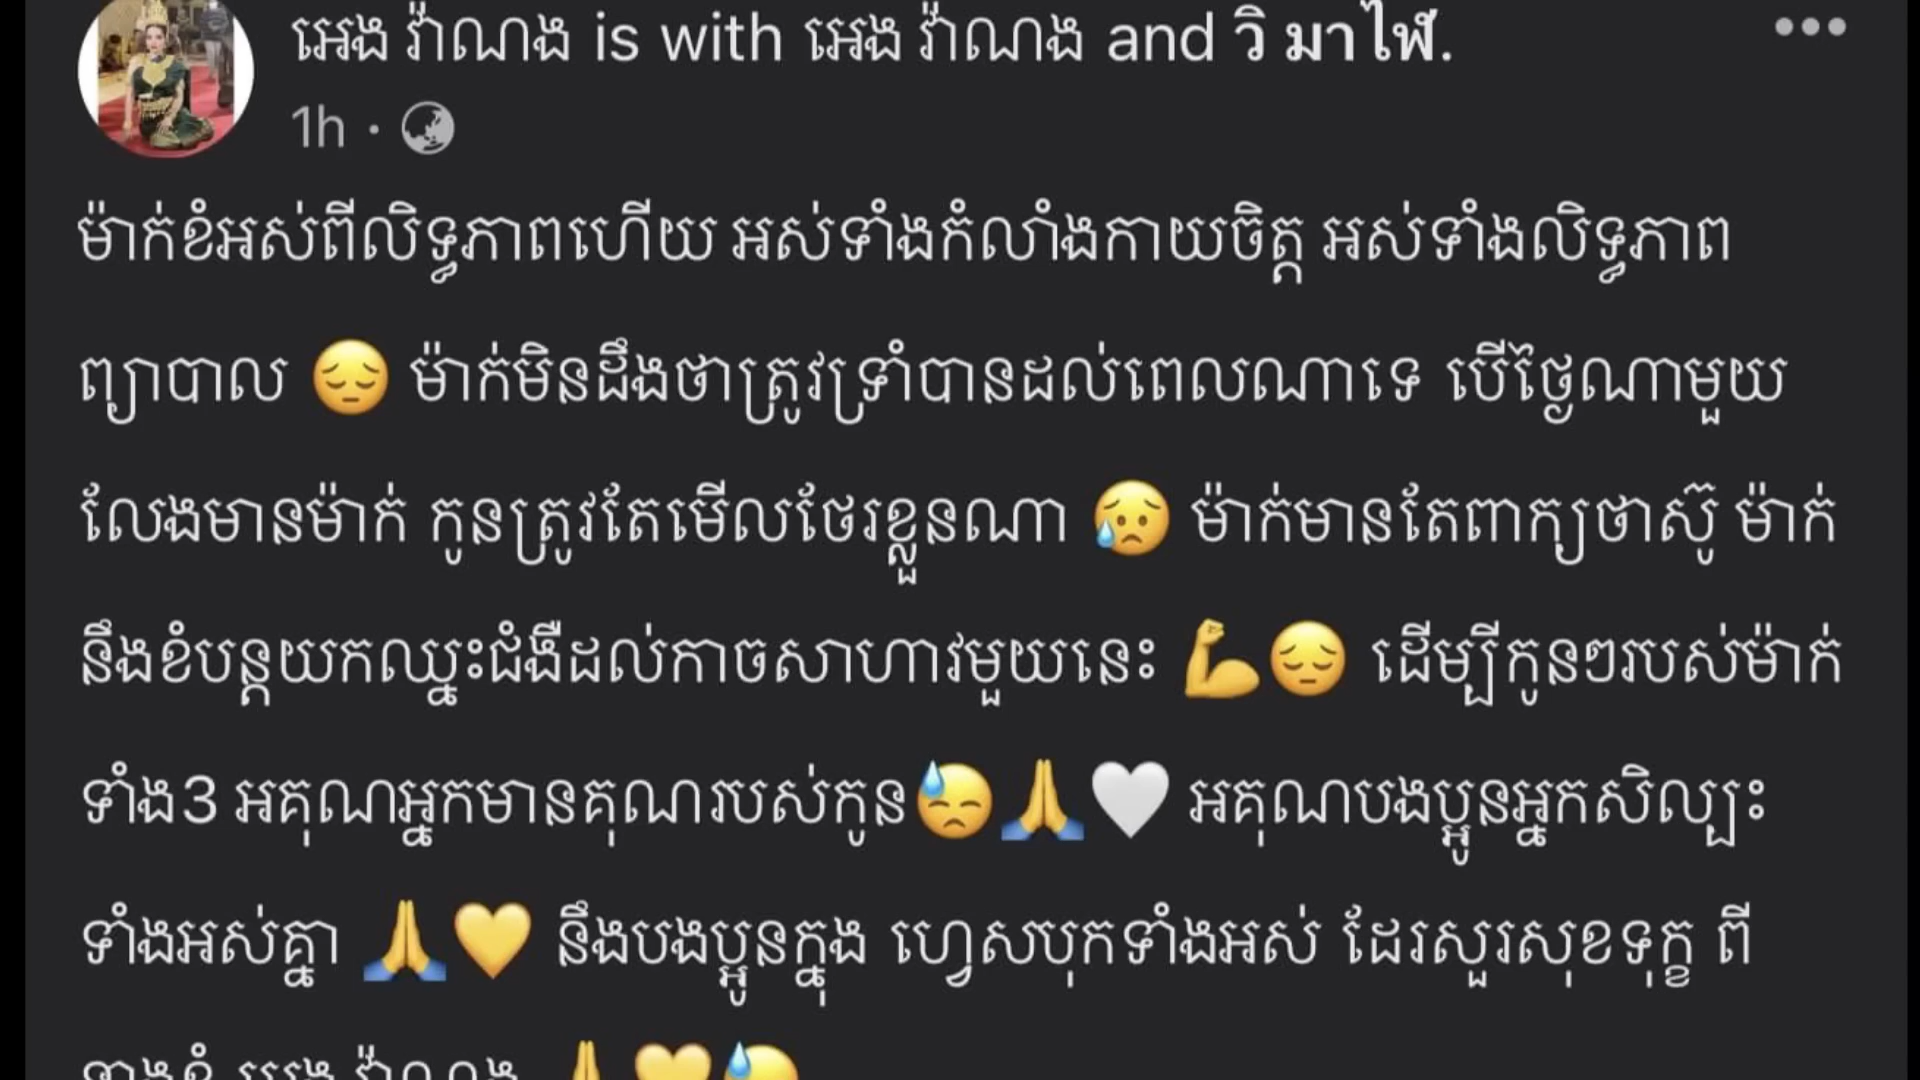 អេង វ៉ាណង is with អេង វ៉ាណង and วิ มาไฬ.
1h
ម៉ាក់ខំអស់ពីលិទ្ធភាពហើយ អស់ទាំងកំលាំងកាយចិត្ត អស់ទាំងលិទ្ធភាព
ព្យាបាល 😔 ម៉ាក់មិនដឹងថាត្រូវទ្រាំបានដល់ពេលណាទេ បើថ្ងៃណាមួយ
លែងមានម៉ាក់ កូនត្រូវតែមើលថែរខ្លួនណា 😥 ម៉ាក់មានតែពាក្យថាស៊ូ ម៉ាក់
នឹងខំបន្តយកឈ្នះជំងឺដល់កាចសាហាវមួយនេះ 💪😔 ដើម្បីកូនៗរបស់ម៉ាក់
ទាំង3 អគុណអ្នកមានគុណរបស់កូន😓🙏🤍 អគុណបងប្អូនអ្នកសិល្បះ
ទាំងអស់គ្នា 🙏💛 នឹងបងប្អូនក្នុង ហ្វេសបុកទាំងអស់ ដែរសួរសុខទុក្ខ ពី
អេង វ៉ាណង 🙏💛😓